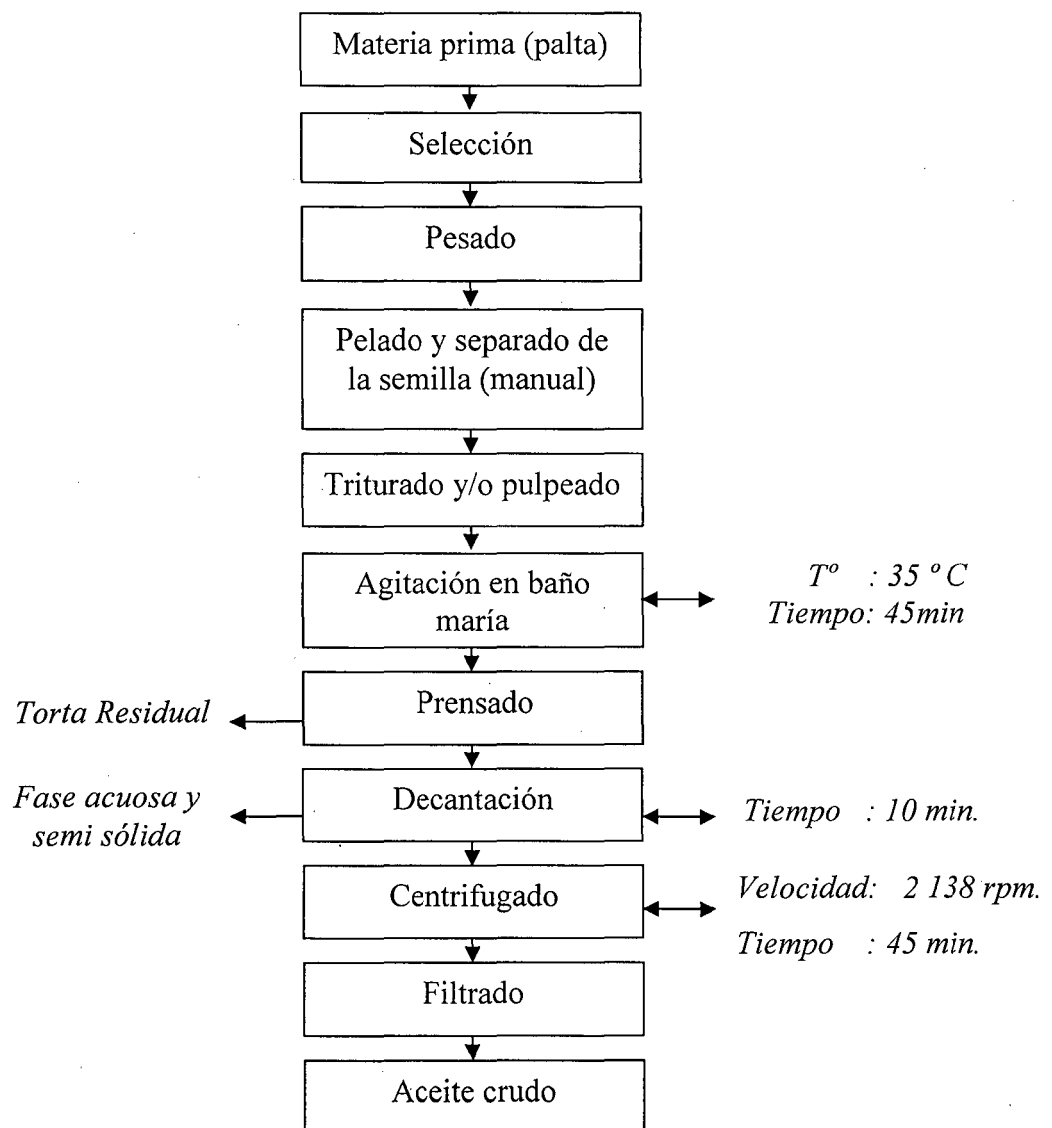 Materia prima (palta)
Selección
Pesado
Pelado y separado de
la semilla (manual)
Triturado y/o pulpeado
Agitación en baño
maría
Tº : 35 º C
Tiempo: 45min
Prensado
Torta Residual
Decantación
Fase acuosa y
semi sólida
Tiempo : 10 min.
Centrifugado
Velocidad: 2 138 rpm.
Tiempo : 45 min.
Filtrado
Aceite crudo